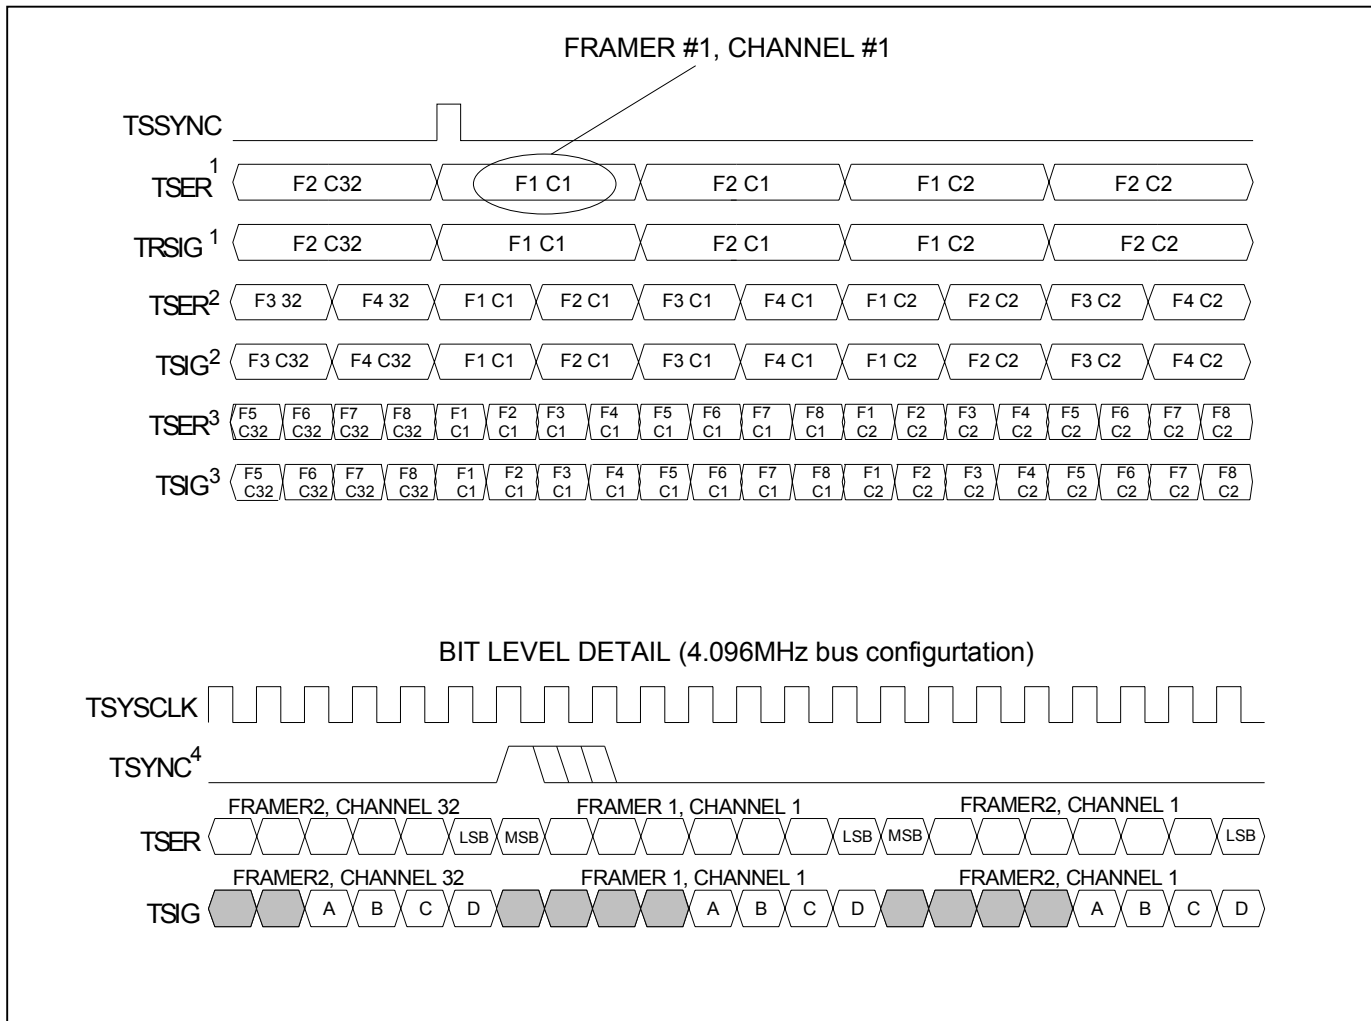 FRAMER #1, CHANNEL #1
TSSYNC
TSER 1 F2 C32 F1 C1 F2 C1 F1 C2 F2 C2
TRSIG 1 F2 C32 F1 C1 F2 C1 F1 C2 F2 C2
TSER2 F3 32 F4 32 F1 C1 F2 C1 F3 C1 F4 C1 F1 C2 F2 C2 F3 C2 F4 C2
TSIG2 F3 C32 F4 C32 F1 C1 F2 C1 F3 C1 F4 C1 F1 C2 F2 C2 F3 C2 F4 C2
TSER3 F5 C32 F6 C32 F7 C32 F8 C32 F1 C1 F2 C1 F3 C1 F4 C1 F5 C1 F6 C1 F7 C1 F8 C1 F1 C2 F2 C2 F3 C2 F4 C2 F5 C2 F6 C2 F7 C2 F8 C2
TSIG3 F5 C32 F6 C32 F7 C32 F8 C32 F1 C1 F2 C1 F3 C1 F4 C1 F5 C1 F6 C1 F7 C1 F8 C1 F1 C2 F2 C2 F3 C2 F4 C2 F5 C2 F6 C2 F7 C2 F8 C2
BIT LEVEL DETAIL (4.096MHz bus configurtation)
TSYSCLK
TSYNC4
FRAMER2, CHANNEL 32 FRAMER 1, CHANNEL 1 FRAMER2, CHANNEL 1
TSER LSB MSB LSB MSB LSB
FRAMER2, CHANNEL 32 FRAMER 1, CHANNEL 1 FRAMER2, CHANNEL 1
TSIG A B C D A B C D A B C D